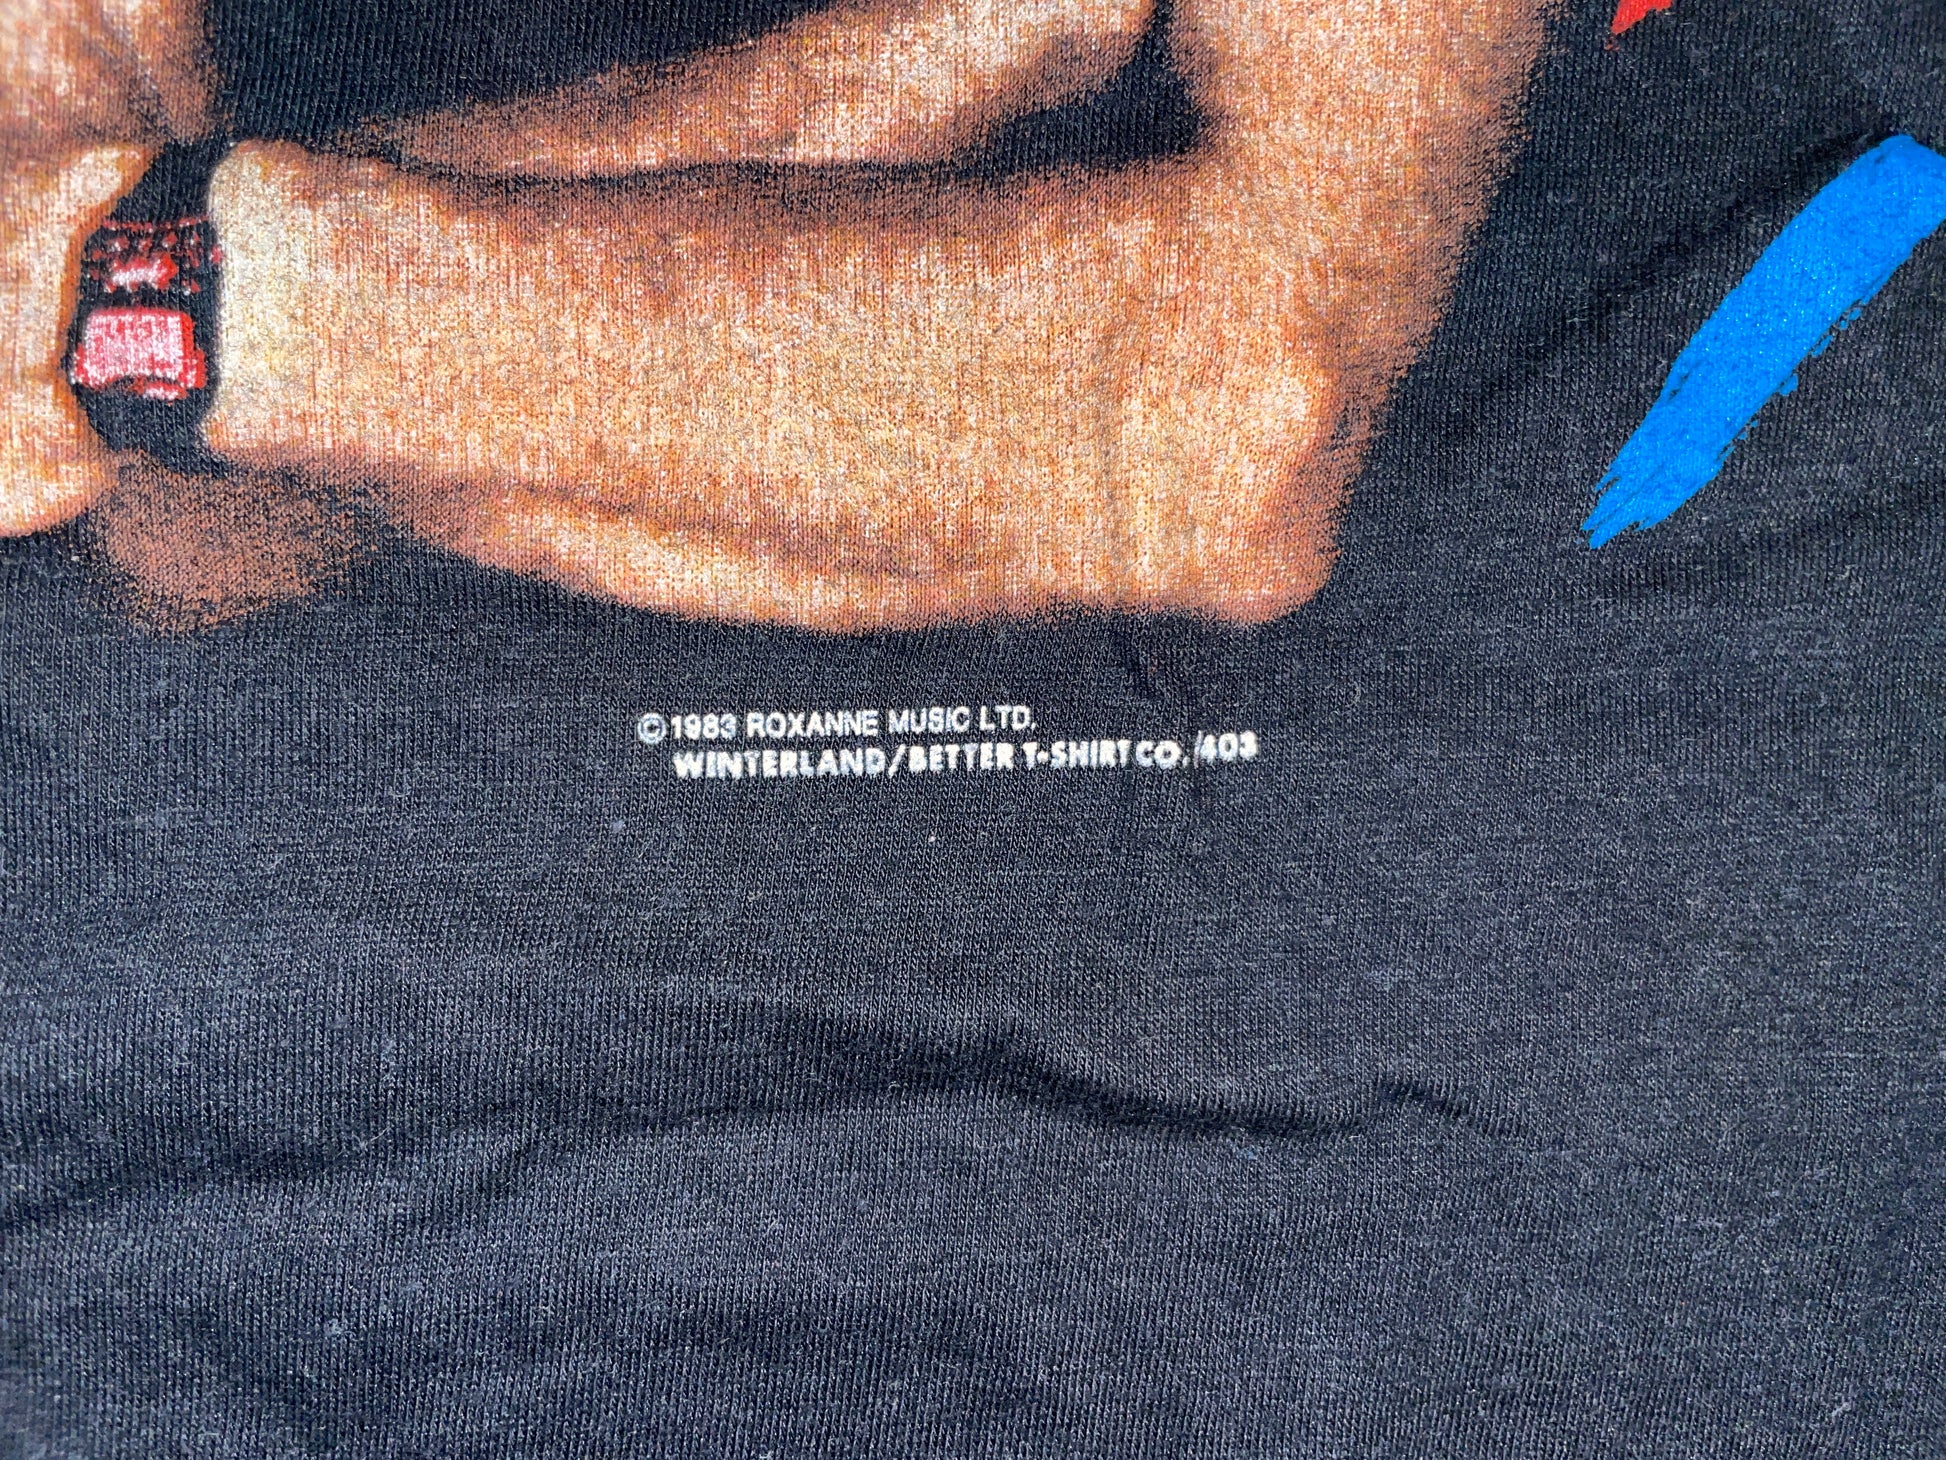 ©1983 ROXANNE MUSIC LTD.
WINTERLAND/BETTER T-SHIRT CO./403